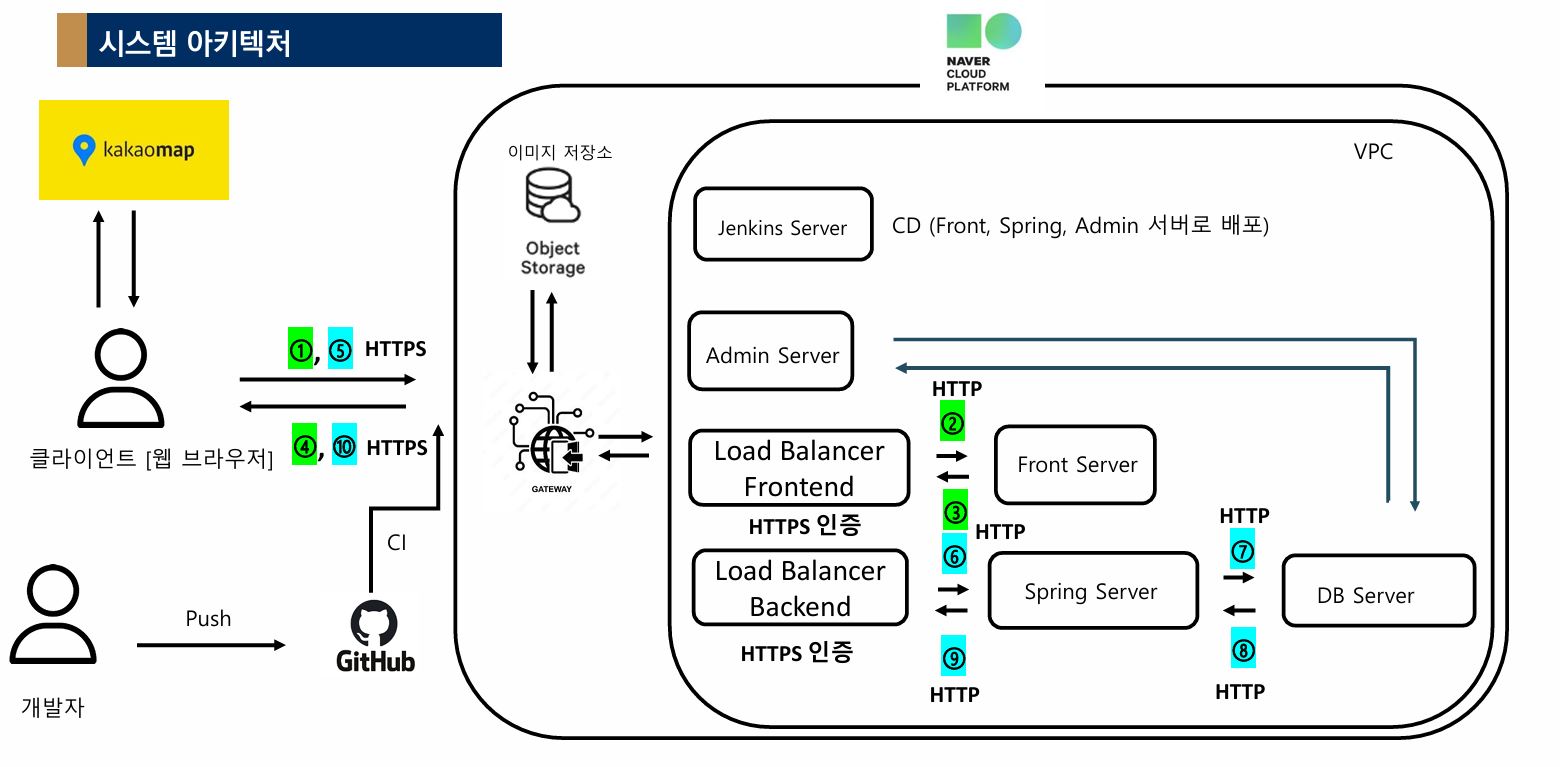 시스템 아키텍처
NAVER
CLOUD
PLATFORM
kakaomap
이미지 저장소
VPC
Jenkins Server
CD (Front, Spring, Admin 서버로 배포)
Object
Storage
①, ⑤ HTTPS
Admin Server
HTTP
②
④, ⑩ HTTPS
클라이언트 [웹 브라우저]
GATEWAY
Load Balancer
Frontend
Front Server
HTTPS 인증
③
HTTP
⑥
HTTP
⑦
CI
Load Balancer
Backend
Spring Server
DB Server
HTTPS 인증
⑨
HTTP
⑧
HTTP
Push
GitHub
개발자